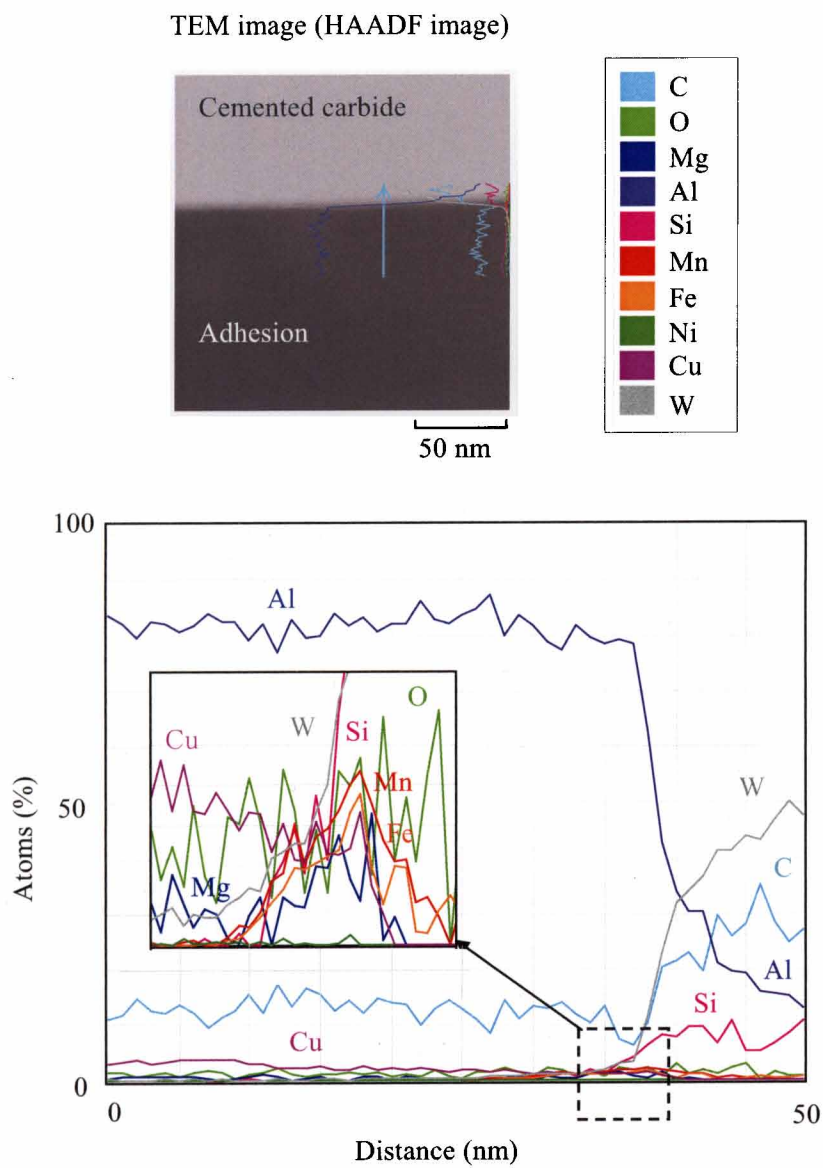 TEM image (HAADF image)
Cemented carbide
Adhesion
50 nm
C
O
Mg
Al
Si
Mn
Fe
Ni
Cu
W
100
Al
O
W
Si
Cu
Mn
Fe
Mg
W
C
Al
Si
Cu
50
0
0
50
Atoms (%)
Distance (nm)